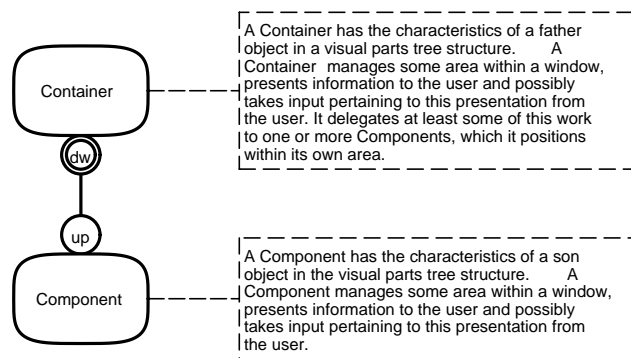 Container
dw
A Container has the characteristics of a father
object in a visual parts tree structure. A
Container manages some area within a window,
presents information to the user and possibly
takes input pertaining to this presentation from
the user. It delegates at least some of this work
to one or more Components, which it positions
within its own area.
up
Component
A Component has the characteristics of a son
object in the visual parts tree structure. A
Component manages some area within a window,
presents information to the user and possibly
takes input pertaining to this presentation from
the user.